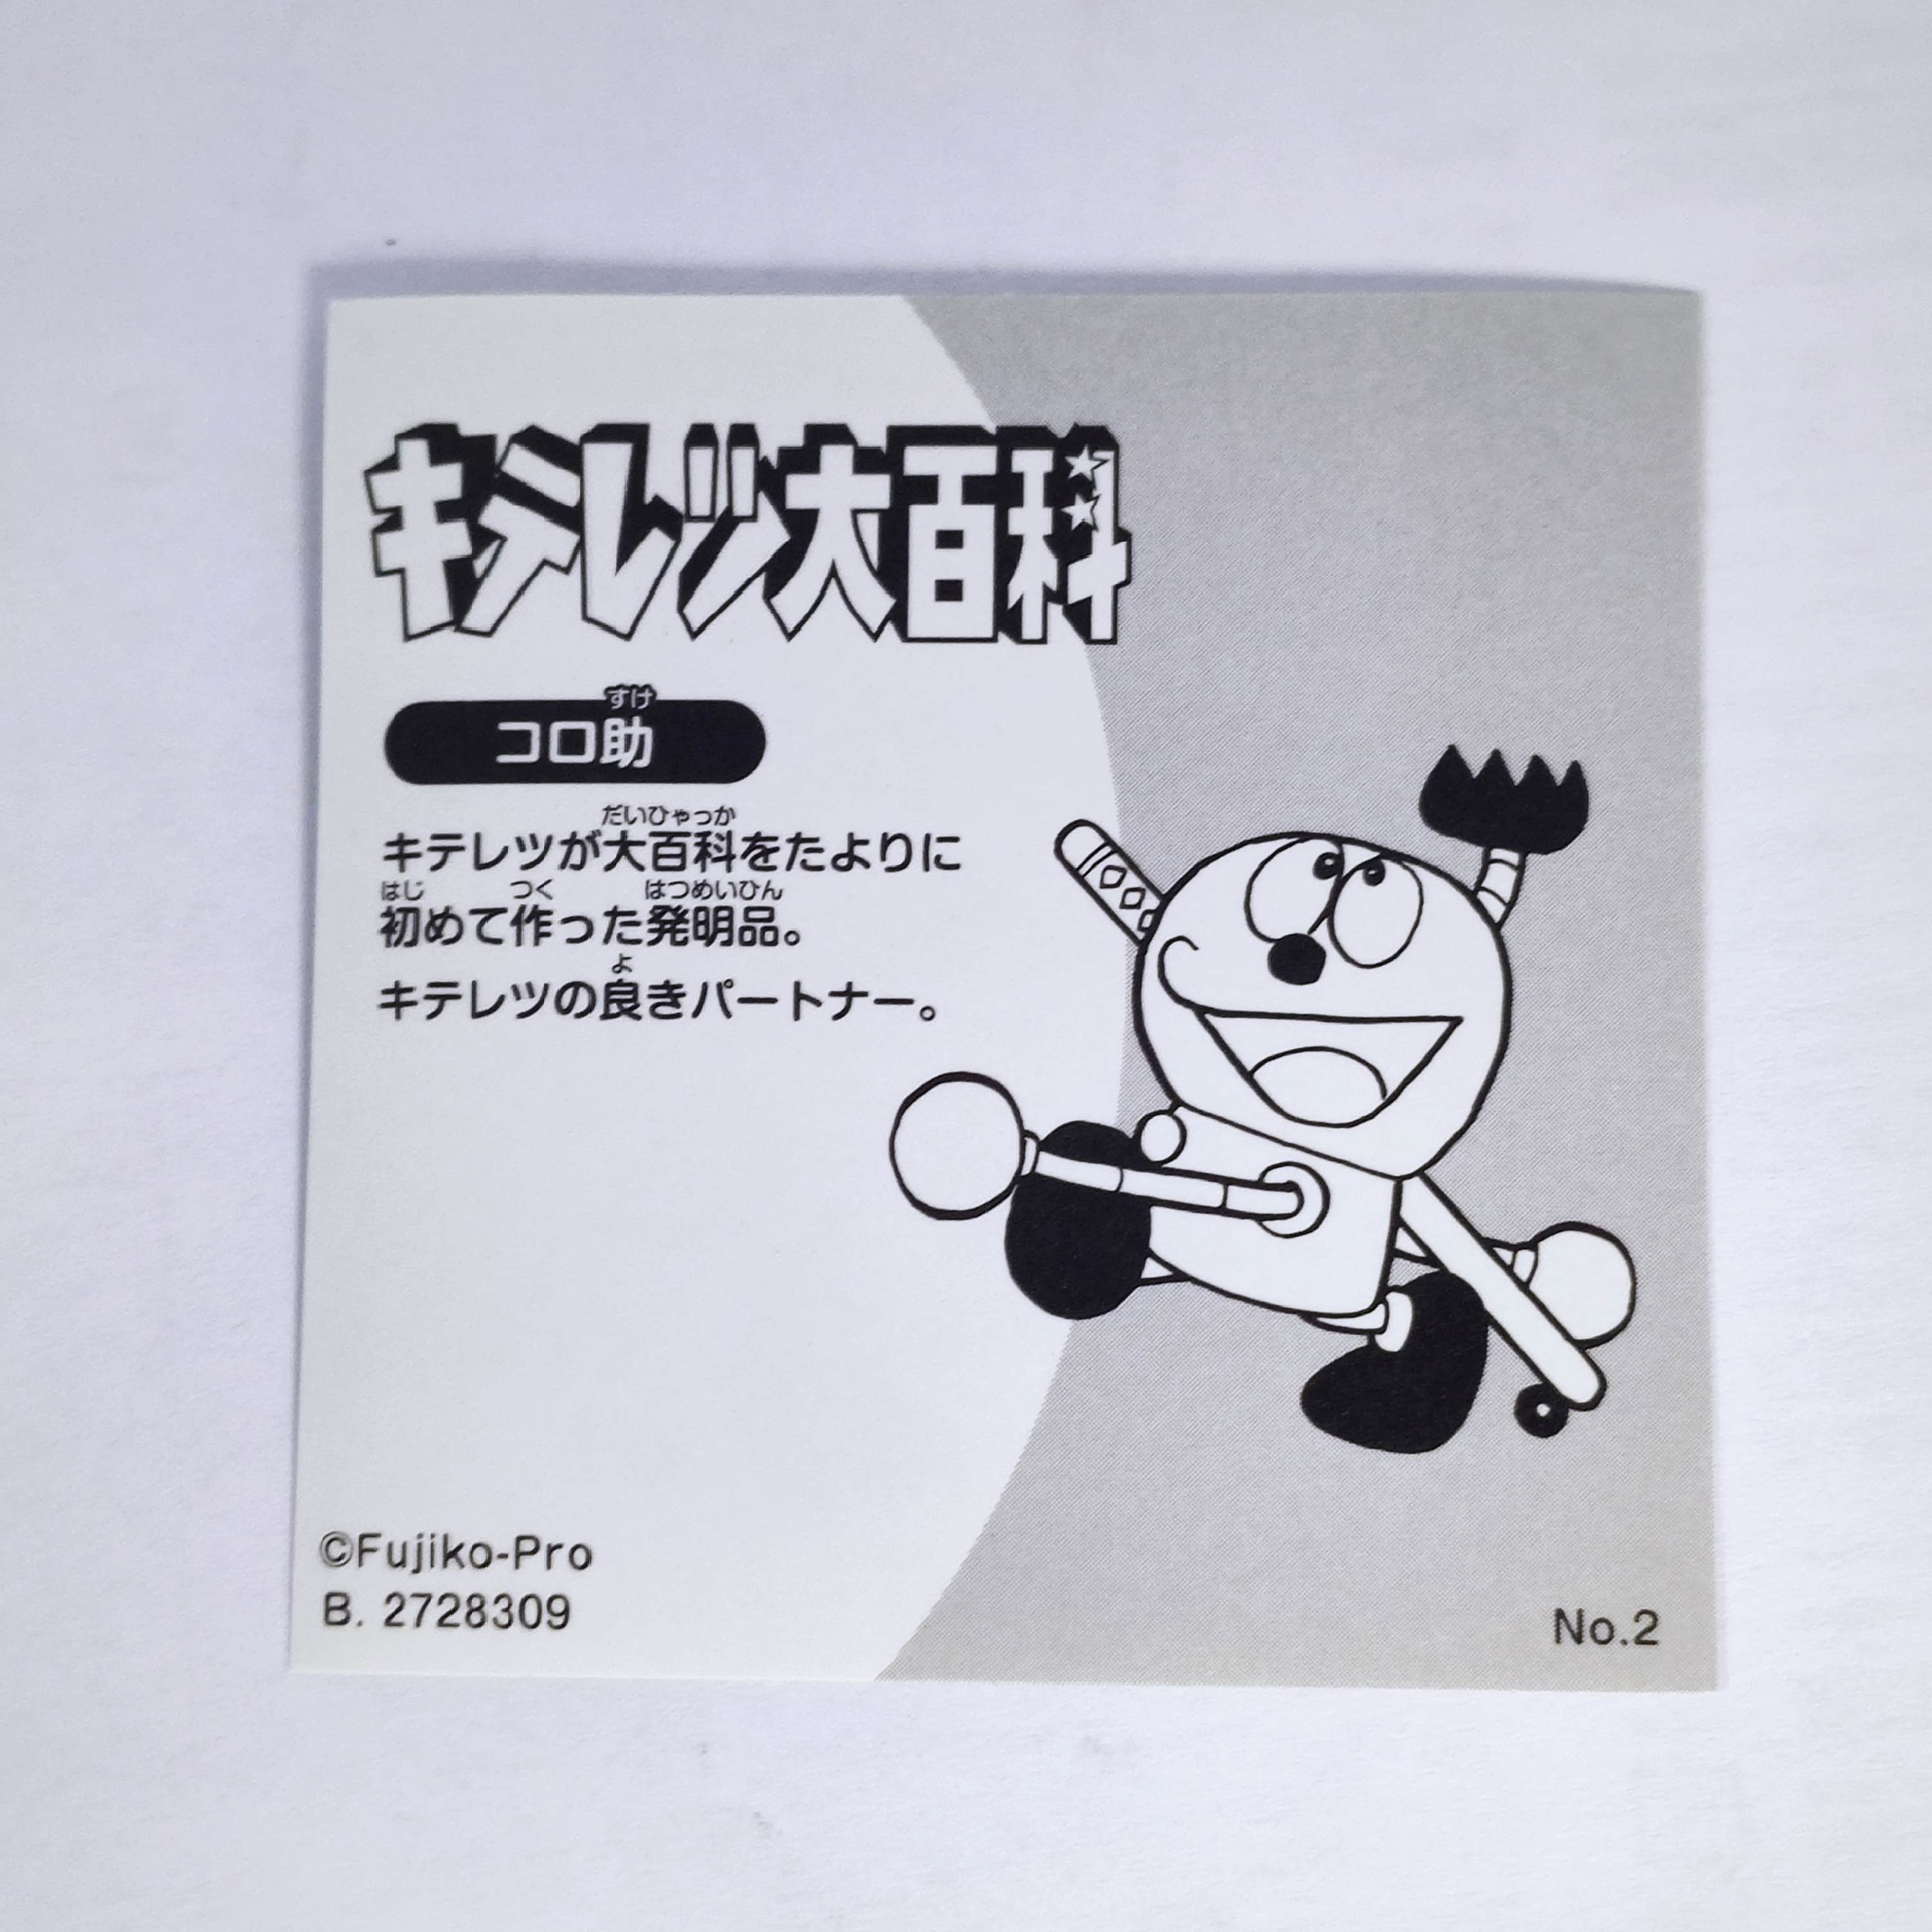 キテレツ大百科
すけ
コロ助
だいひゃっか
キテレツが大百科をたよりに
はじ つく はつめいひん
初めて作った発明品。
よ
キテレツの良きパートナー。
©Fujiko-Pro
B. 2728309
No.2